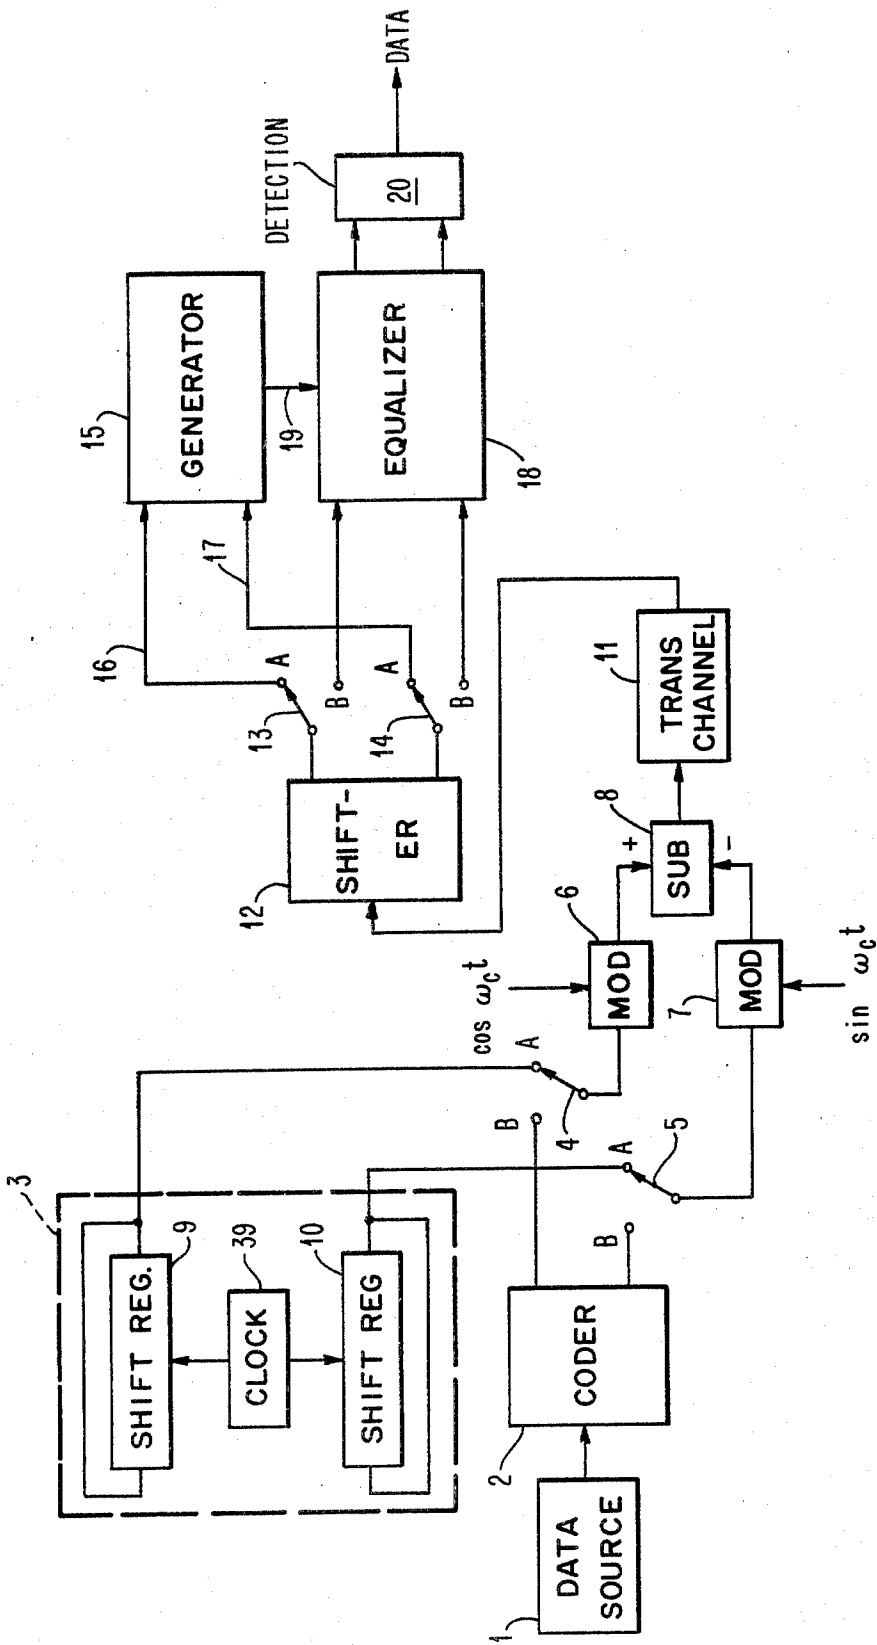 3
SHIFT REG.
9
CLOCK
39
SHIFT REG
10
DATA
SOURCE
1
CODER
2
B
A
4
B
A
5
cos ωct
MOD
6
MOD
7
sin ωct
+
SUB
-
8
TRANS
CHANNEL
11
SHIFT-
ER
12
13
A
B
14
A
B
16
17
GENERATOR
15
19
EQUALIZER
18
DETECTION
20
DATA